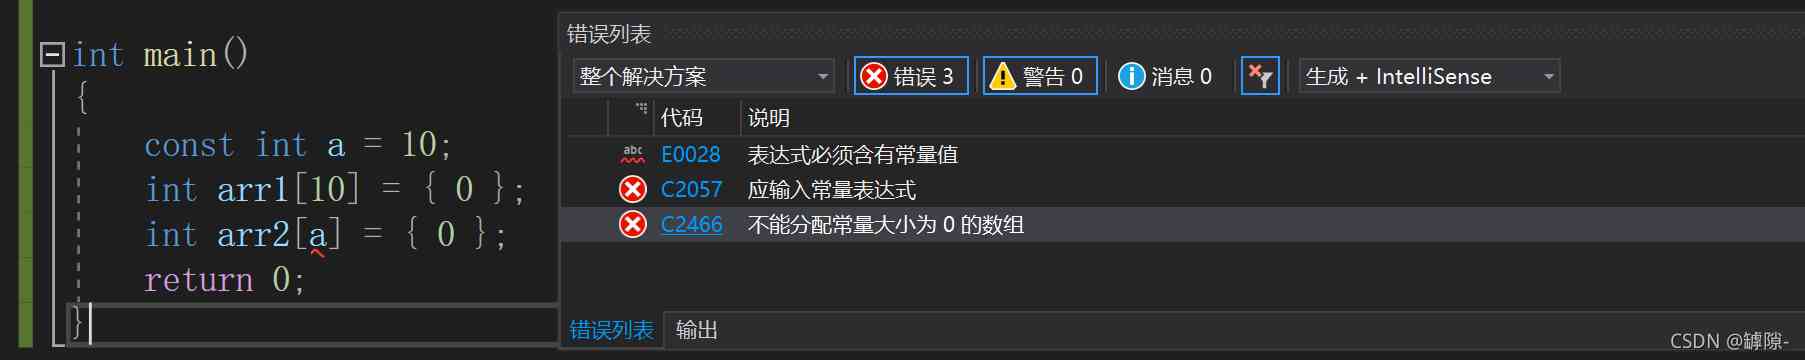 int main()
{
const int a = 10;
int arr1[10] = { 0 };
int arr2[a] = { 0 };
return 0;
}
错误列表
整个解决方案 错误 3 警告 0 消息 0 生成 + IntelliSense
代码 说明
abc E0028 表达式必须含有常量值
C2057 应输入常量表达式
C2466 不能分配常量大小为 0 的数组
错误列表 输出
CSDN @罅隙-